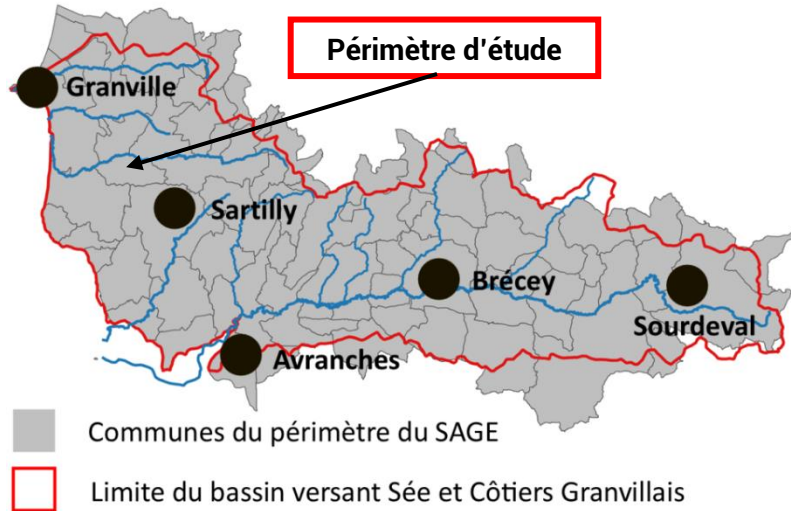 Périmètre d'étude
Granville
Sartilly
Brécey
Sourdeval
Avranches
Communes du périmètre du SAGE
Limite du bassin versant Sée et Côtiers Granvillais